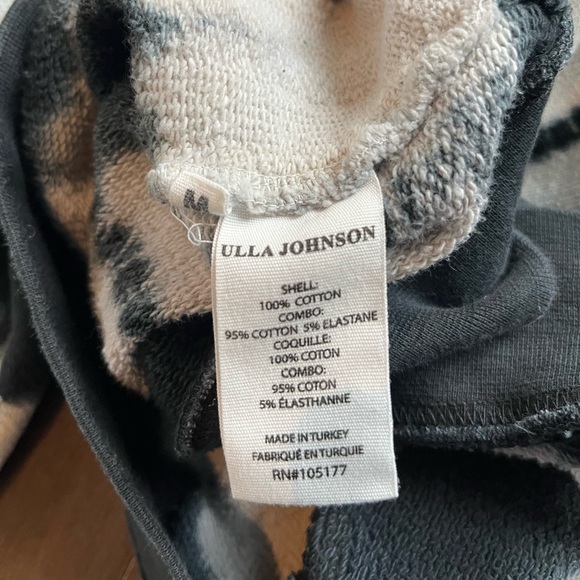 M
ULLA JOHNSON
SHELL:
100% COTTON
COMBO:
95% COTTON 5% ELASTANE
COQUILLE:
100% COTON
COMBO:
95% COTON
5% ÉLASTHANNE
MADE IN TURKEY
FABRIQUÉ EN TURQUIE
RN#105177